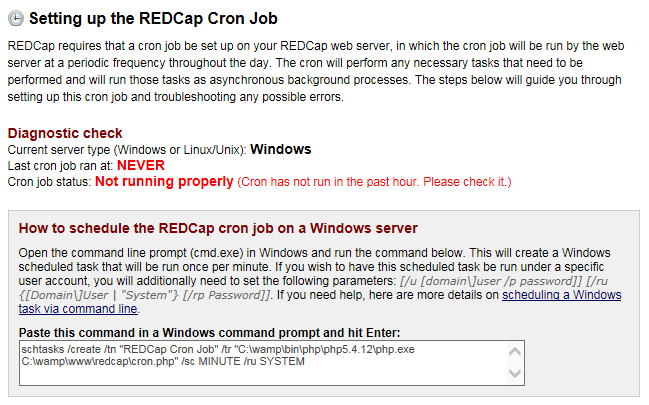 Setting up the REDCap Cron Job
REDCap requires that a cron job be set up on your REDCap web server, in which the cron job will be run by the web
server at a periodic frequency throughout the day. The cron will perform any necessary tasks that need to be
performed and will run those tasks as asynchronous background processes. The steps below will guide you through
setting up this cron job and troubleshooting any possible errors.
Diagnostic check
Current server type (Windows or Linux/Unix): Windows
Last cron job ran at: NEVER
Cron job status: Not running properly (Cron has not run in the past hour. Please check it.)
How to schedule the REDCap cron job on a Windows server
Open the command line prompt (cmd.exe) in Windows and run the command below. This will create a Windows
scheduled task that will be run once per minute. If you wish to have this scheduled task be run under a specific
user account, you will additionally need to set the following parameters: [/u [domain\]user /p password]] [/ru
{[Domain\]User | "System"} [/rp Password]]. If you need help, here are more details on scheduling a Windows
task via command line.
Paste this command in a Windows command prompt and hit Enter:
schtasks /create /tn "REDCap Cron Job" /tr "C:\wamp\bin\php\php5.4.12\php.exe
C:\wamp\www\redcap\cron.php" /sc MINUTE /ru SYSTEM